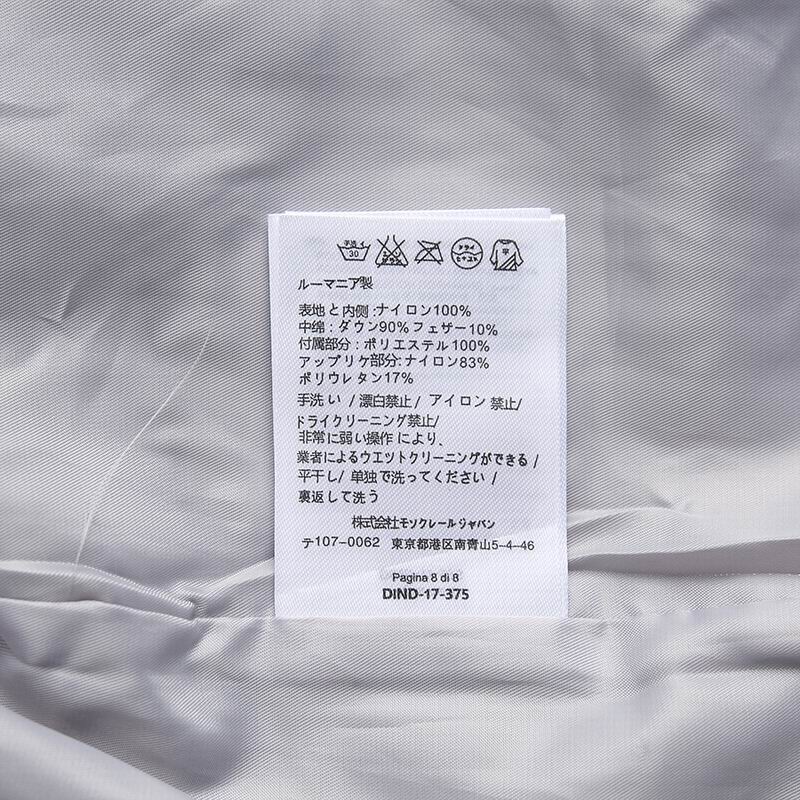 手洗 30
ドライ
平
ルーマニア製
表地と内側:ナイロン100%
中綿:ダウン90%フェザー10%
付属部分:ポリエステル100%
アップリケ部分:ナイロン83%
ポリウレタン17%
手洗い / 漂白禁止 / アイロン 禁止/
ドライクリーニング禁止/
非常に弱い操作 により、
業者によるウエットクリーニングができる /
平干し/ 単独で洗ってください /
裏返して洗う
株式会社モソクレールジャパン
〒107-0062 東京都港区南青山5-4-46
Pagina 8 di 8
DIND-17-375